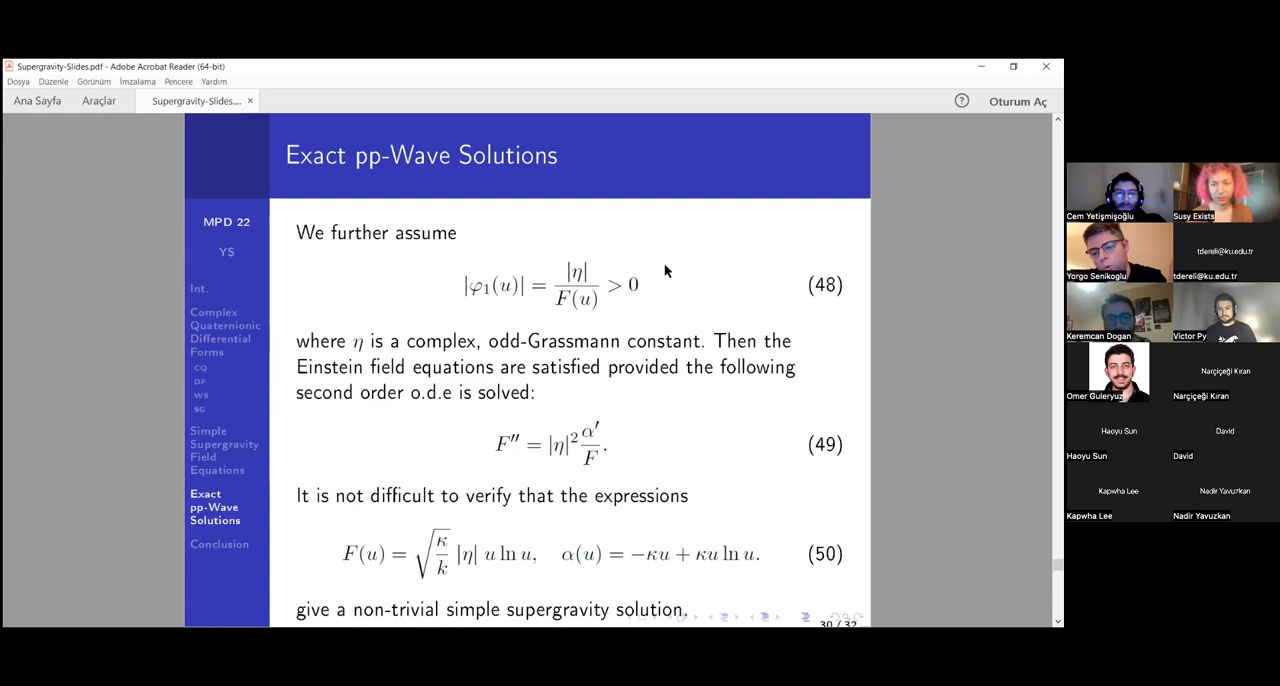 Supergravity-Slides.pdf - Adobe Acrobat Reader (64-bit)
Dosya Düzenle Görünüm İmzalama Pencere Yardım
Ana Sayfa Araçlar Supergravity-Slides.... × ? Oturum Aç
Exact pp-Wave Solutions
MPD 22
YŞ
Int.
Complex
Quaternionic
Differential
Forms
CQ
DF
WS
SG
Simple
Supergravity
Field
Equations
Exact
pp-Wave
Solutions
Conclusion
We further assume
|φ₁(u)| = |η| / F(u) > 0 (48)
where η is a complex, odd-Grassmann constant. Then the
Einstein field equations are satisfied provided the following
second order o.d.e is solved:
F″ = |η|² α′ / F. (49)
It is not difficult to verify that the expressions
F(u) = √(κ/k) |η| u ln u, α(u) = −κu + κu ln u. (50)
give a non-trivial simple supergravity solution.
30 / 32
Cem Yetişmişoğlu
Susy Exists
Yorgo Senikoglu
tdereli@ku.edu.tr
tdereli@ku.edu.tr
Keremcan Dogan
Victor Py
Omer Guleryuz
Narçiçeği Kıran
Narçiçeği Kıran
Haoyu Sun
Haoyu Sun
David
David
Kapwha Lee
Kapwha Lee
Nadir Yavuzkan
Nadir Yavuzkan